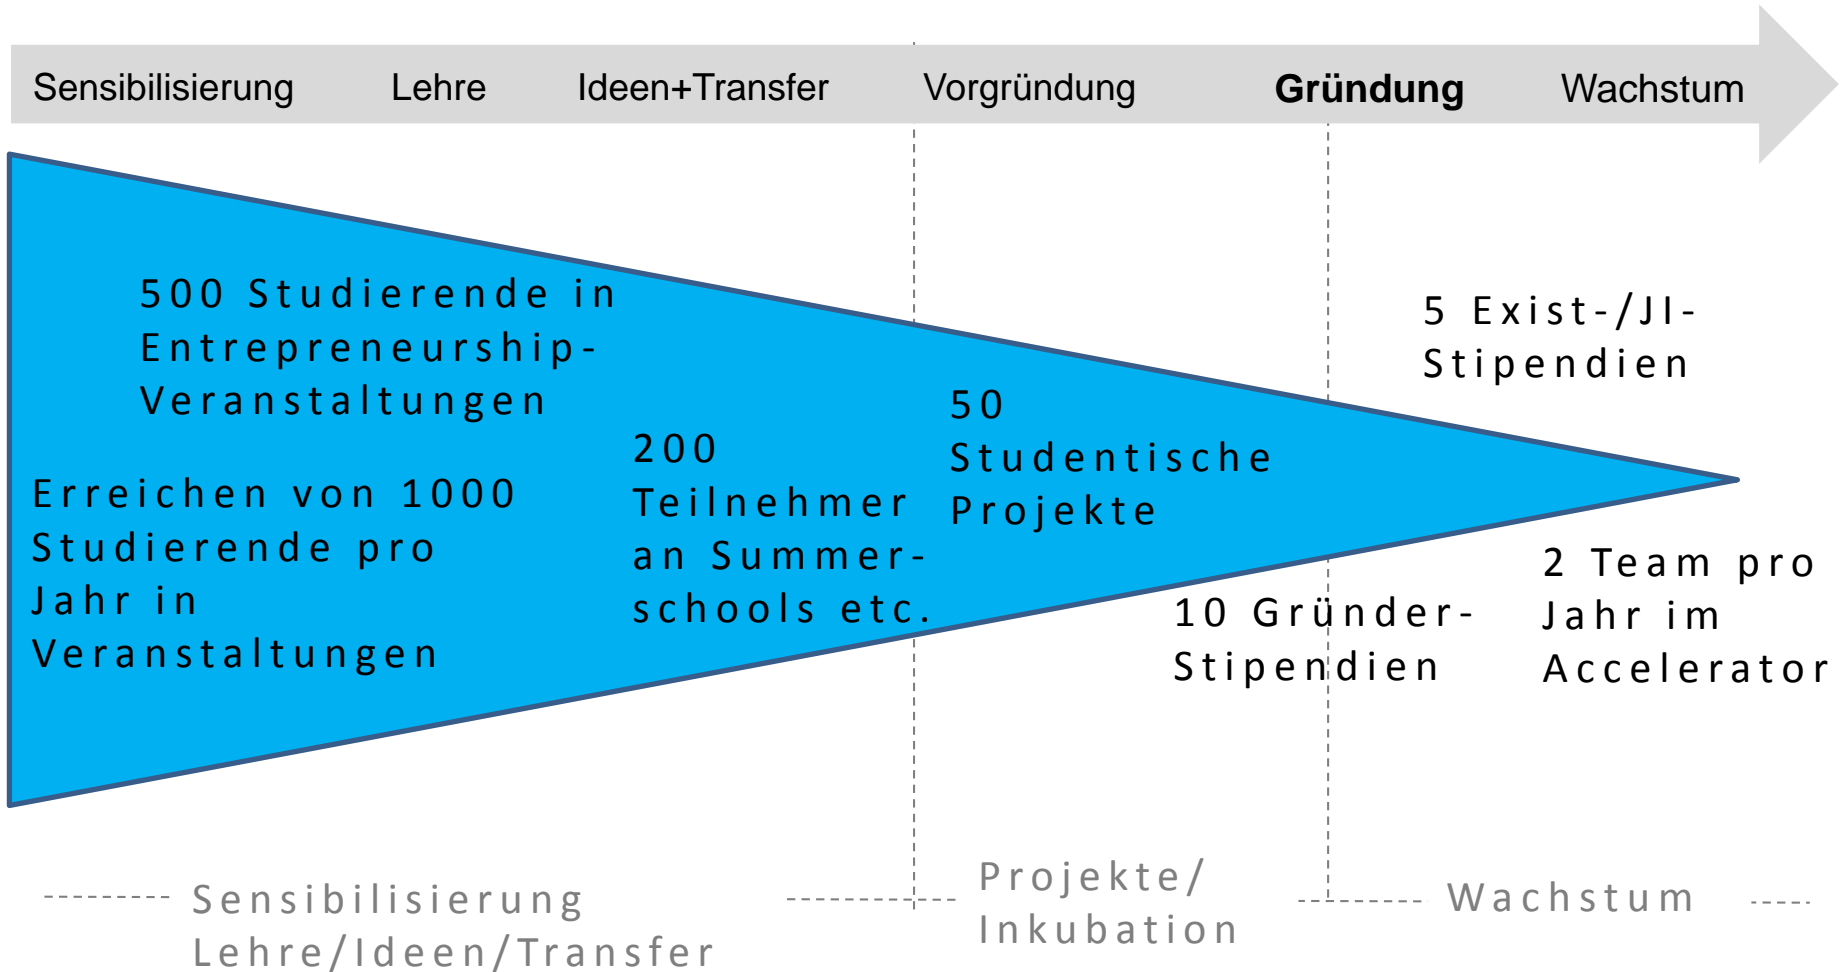 Sensibilisierung Lehre Ideen+Transfer Vorgründung Gründung Wachstum
500 Studierende in
Entrepreneurship-
Veranstaltungen
Erreichen von 1000
Studierende pro
Jahr in
Veranstaltungen
200
Teilnehmer
an Summer-
schools etc.
50
Studentische
Projekte
5 Exist-/JI-
Stipendien
10 Gründer-
Stipendien
2 Team pro
Jahr im
Accelerator
Sensibilisierung
Lehre/Ideen/Transfer
Projekte/
Inkubation
Wachstum